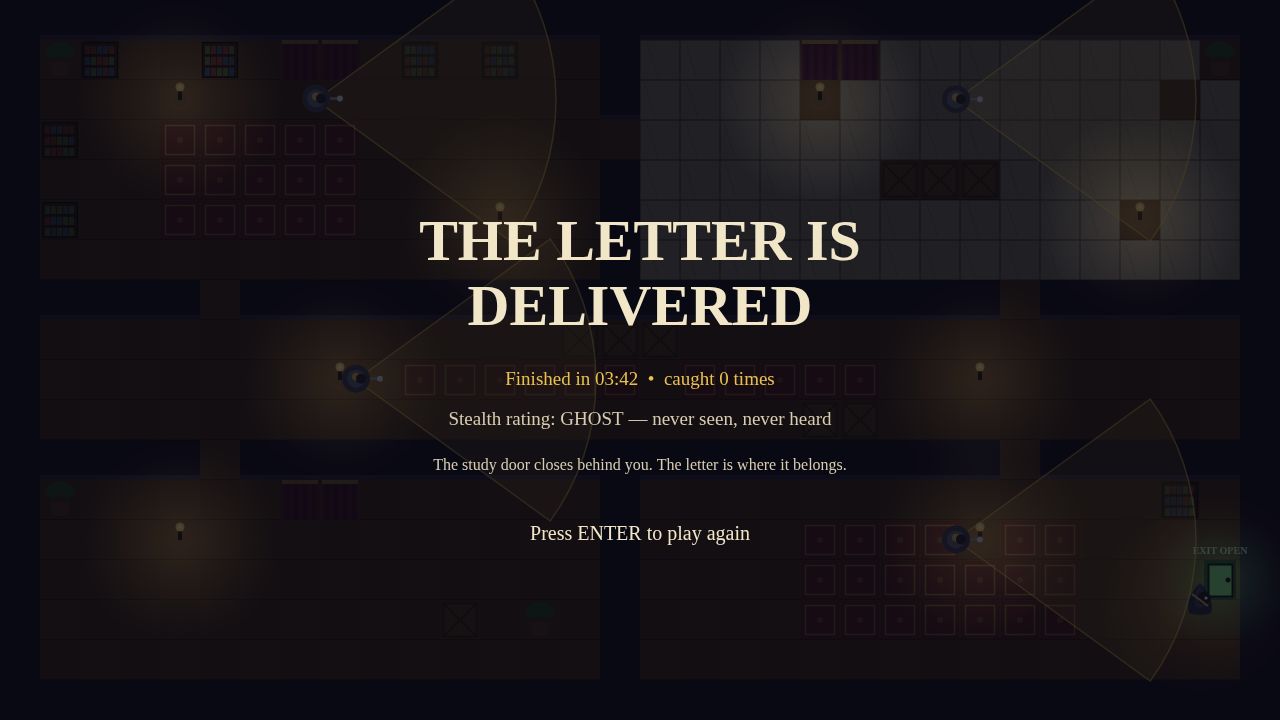 THE LETTER IS
DELIVERED
Finished in 03:42 • caught 0 times
Stealth rating: GHOST — never seen, never heard
The study door closes behind you. The letter is where it belongs.
Press ENTER to play again
EXIT OPEN